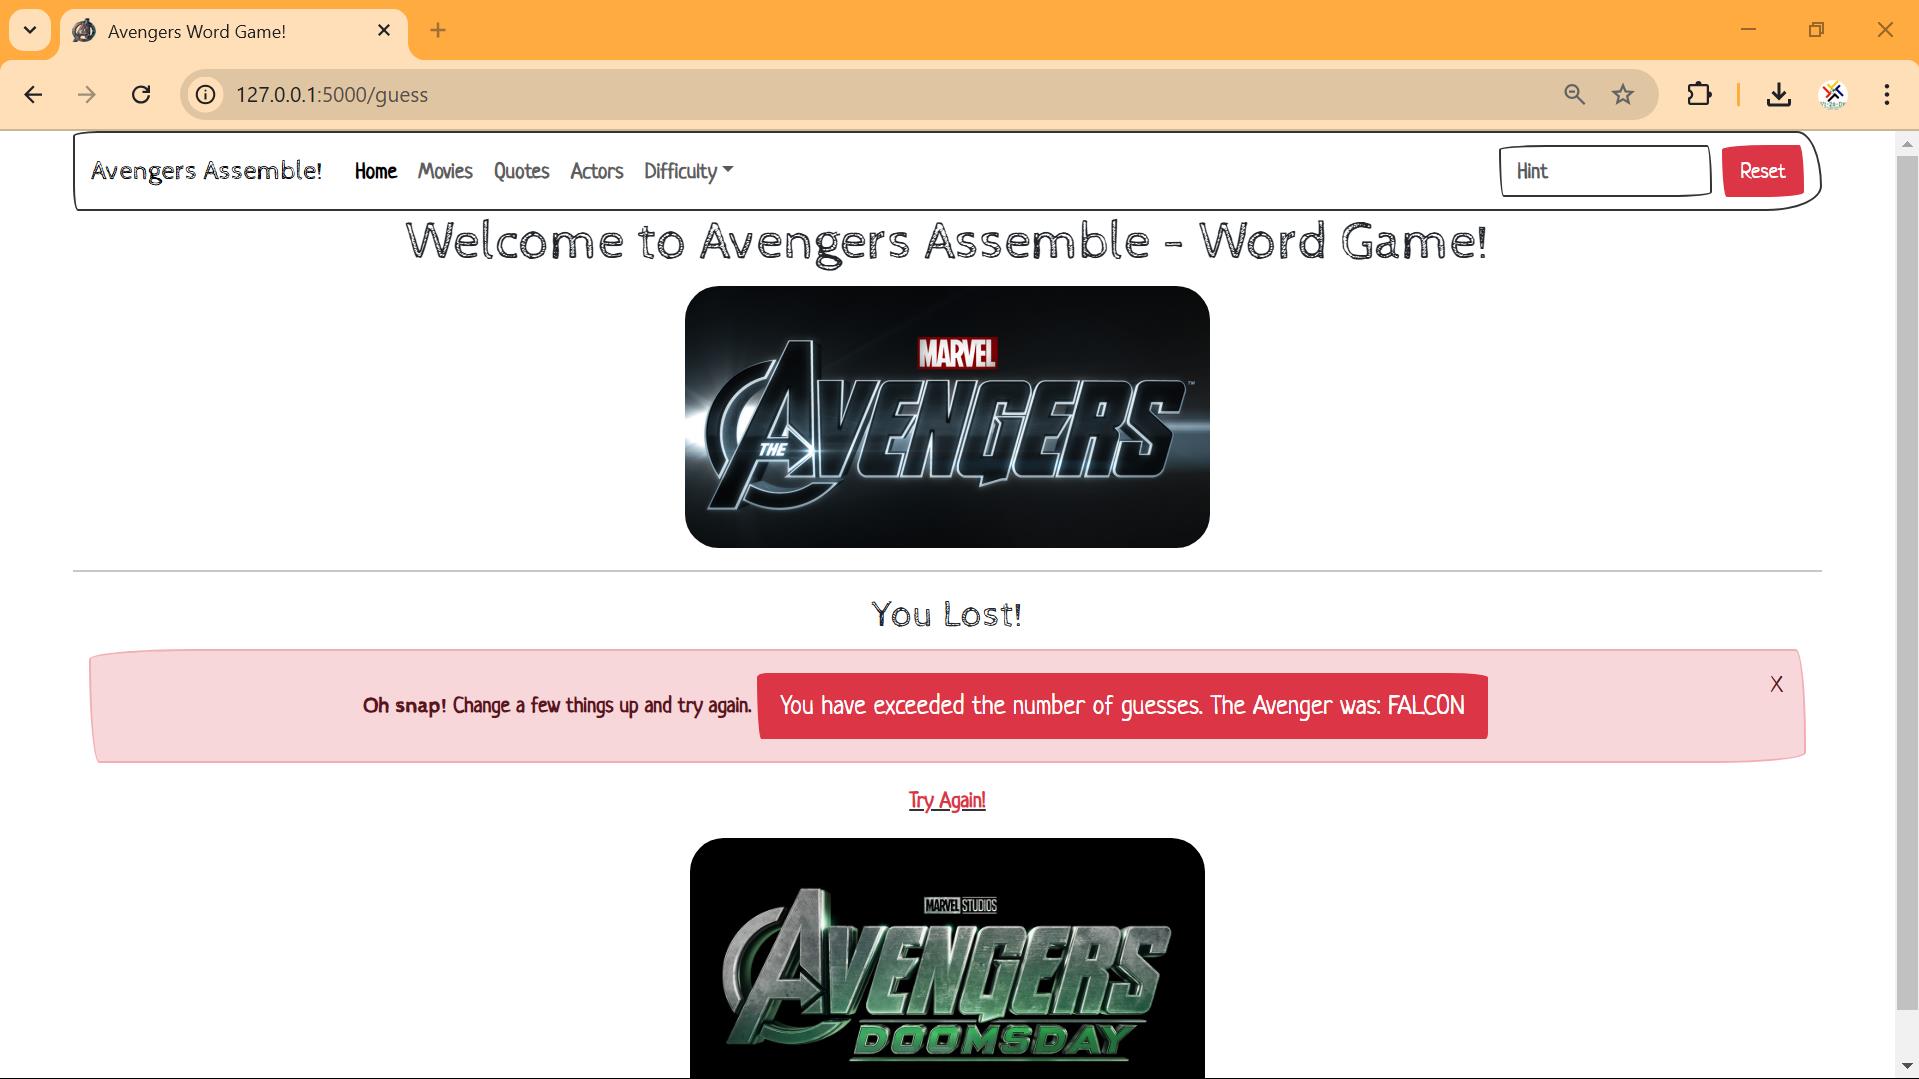 Avengers Word Game!
127.0.0.1:5000/guess
Avengers Assemble! Home Movies Quotes Actors Difficulty Hint Reset
Welcome to Avengers Assemble - Word Game!
MARVEL
THE AVENGERS™
You Lost!
Oh snap! Change a few things up and try again. You have exceeded the number of guesses. The Avenger was: FALCON X
Try Again!
MARVEL STUDIOS
AVENGERS
DOOMSDAY